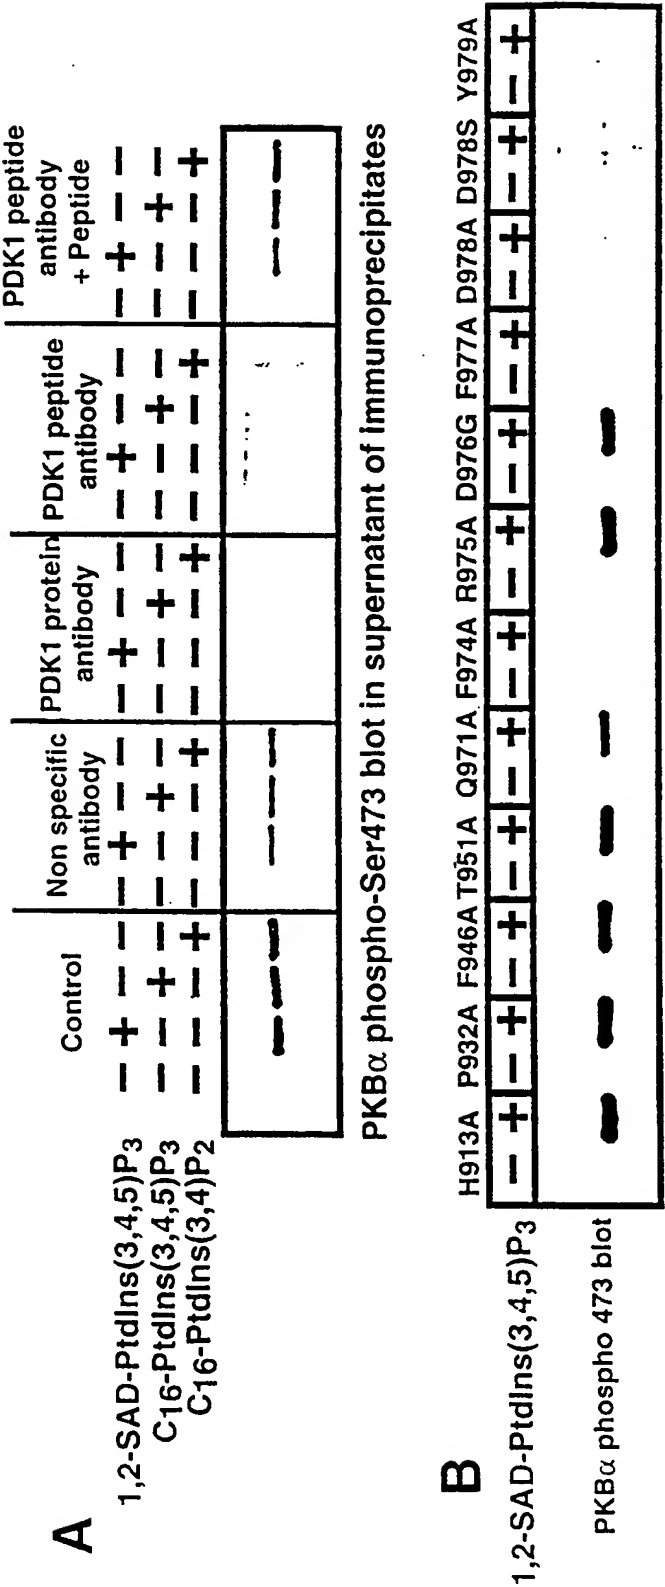 A
Control
Non specific
antibody
PDK1 protein
antibody
PDK1 peptide
antibody
PDK1 peptide
antibody
+ Peptide
1,2-SAD-PtdIns(3,4,5)P3 − + − − − + − − − + − − − + − − − + − −
C16-PtdIns(3,4,5)P3 − − + − − − + − − − + − − − + − − − + −
C16-PtdIns(3,4)P2 − − − + − − − + − − − + − − − + − − − +
PKBα phospho-Ser473 blot in supernatant of immunoprecipitates
B
H913A P932A F946A T951A Q971A F974A R975A D976G F977A D978A D978S Y979A
1,2-SAD-PtdIns(3,4,5)P3 − + − + − + − + − + − + − + − + − + − + − + − +
PKBα phospho 473 blot